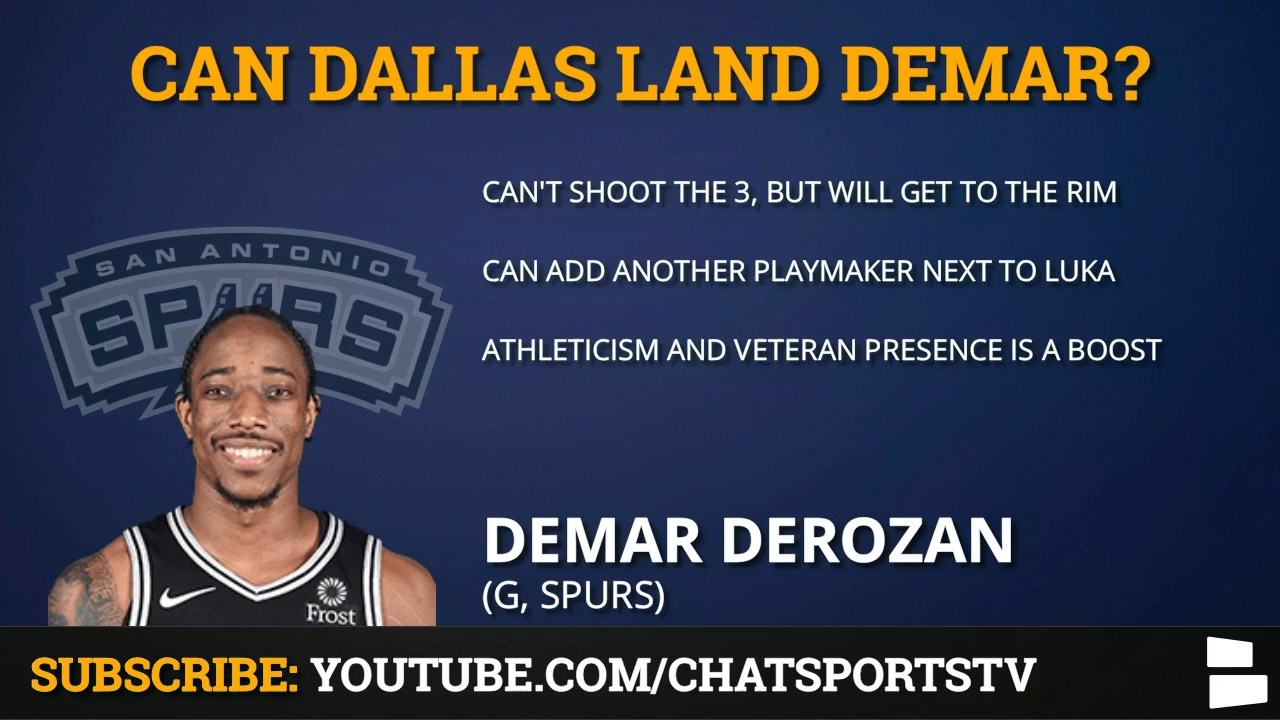 CAN DALLAS LAND DEMAR?
CAN'T SHOOT THE 3, BUT WILL GET TO THE RIM
CAN ADD ANOTHER PLAYMAKER NEXT TO LUKA
ATHLETICISM AND VETERAN PRESENCE IS A BOOST
SAN ANTONIO
SPURS
Frost
DEMAR DEROZAN
(G, SPURS)
SUBSCRIBE: YOUTUBE.COM/CHATSPORTSTV